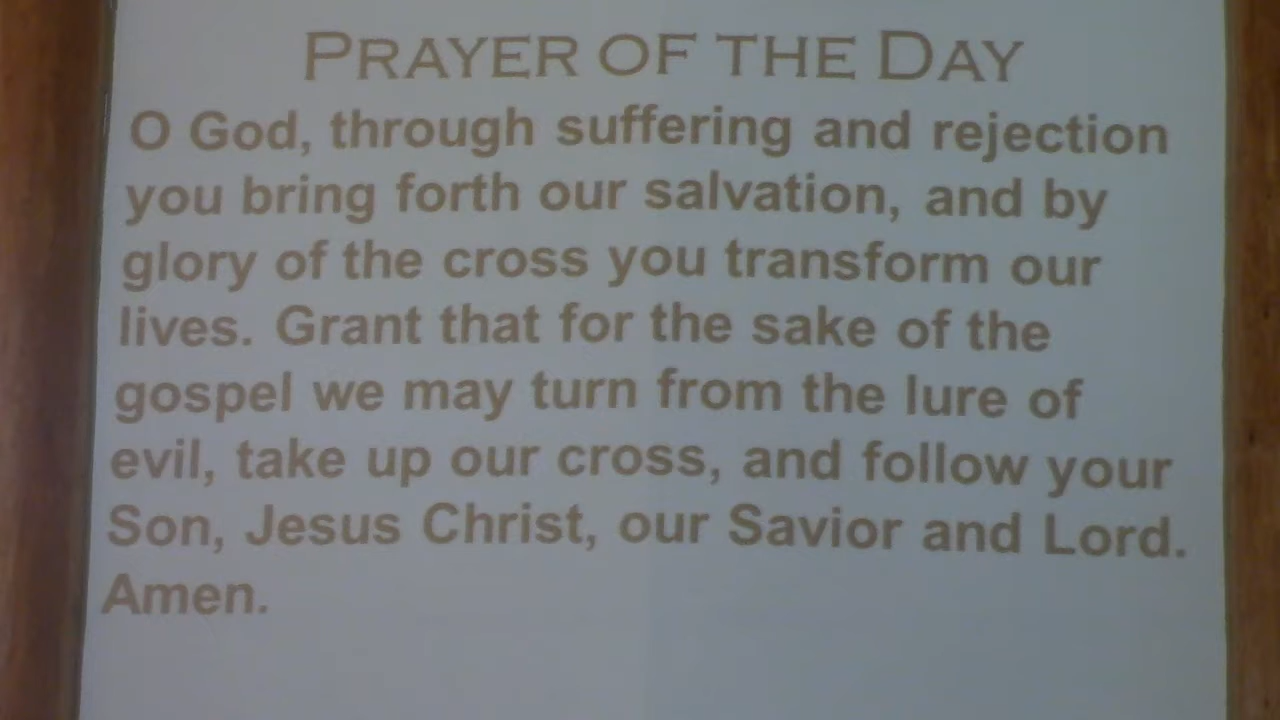 PRAYER OF THE DAY
O God, through suffering and rejection
you bring forth our salvation, and by
glory of the cross you transform our
lives. Grant that for the sake of the
gospel we may turn from the lure of
evil, take up our cross, and follow your
Son, Jesus Christ, our Savior and Lord.
Amen.